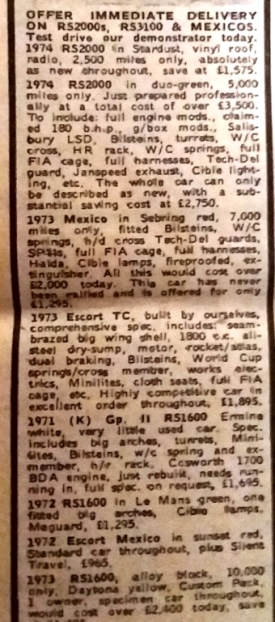 OFFER IMMEDIATE DELIVERY
ON RS2000s, RS3100 & MEXICOS.
Test drive our demonstrator today.
1974 RS2000 in Stardust, vinyl roof,
radio, 2,500 miles only, absolutely
as new throughout, save at £1,575.
1974 RS2000 in duo-green, 5,000
miles only. Just prepared profession-
ally at a total cost of over £3,500.
To include: full engine mods., claim-
ed 180 b.h.p. g/box mods., Salis-
bury LSD, Bilsteins, turrets, W/C
cross, H rack, W/C springs, full
FIA cage, full harnesses, Tech-Del
guard, Janspeed exhaust, Cibie light-
ing, etc. The whole car can only
be described as new with a sub-
stantial saving cost at £2,750.
1973 Mexico in Sebring red, 7,000
miles only, fitted Bilsteins, W/C
springs, h/d cross Tech-Del guards,
full FIA cage, full harnesses,
Halda, Cibie lamps, fireproofed, ex-
tinguisher. All this would cost over
£2,000 today. This car has never
been rallied and is offered for only
£1,295.
1973 Escort TC, built by ourselves,
comprehensive spec. includes: seam-
brazed big wing shell, 1800 c.c. all-
steel dry-sump, motor, rocket/atlas,
dual braking, Bilsteins, World Cup
springs/cross member, works elec-
trics, Minilites, cloth seats, full FIA
cage, etc. Highly competitive car in
excellent order throughout, £1,895.
1971 (K) Gp. II RS1600 Ermine
white, very little used car. Spec.
includes big arches, turrets, Mini-
lites, Bilsteins, w/c spring and ex-
member, h/r reck, Cosworth 1700
BDA engine, just rebuilt, needs run-
ning in, full spec. on request, £1,695.
1972 RS1600 in Le Mans green, one
fitted big arches, Cibie lamps,
Maguard, £1,295.
1972 Escort Mexico in sunset red,
Standard car throughout, plus Silent
Travel, £965.
1973 RS1600, alloy block, 10,000
only, Daytona yellow, Custom Pack,
1 owner, specimen car throughout,
would cost over £2,400 today, save